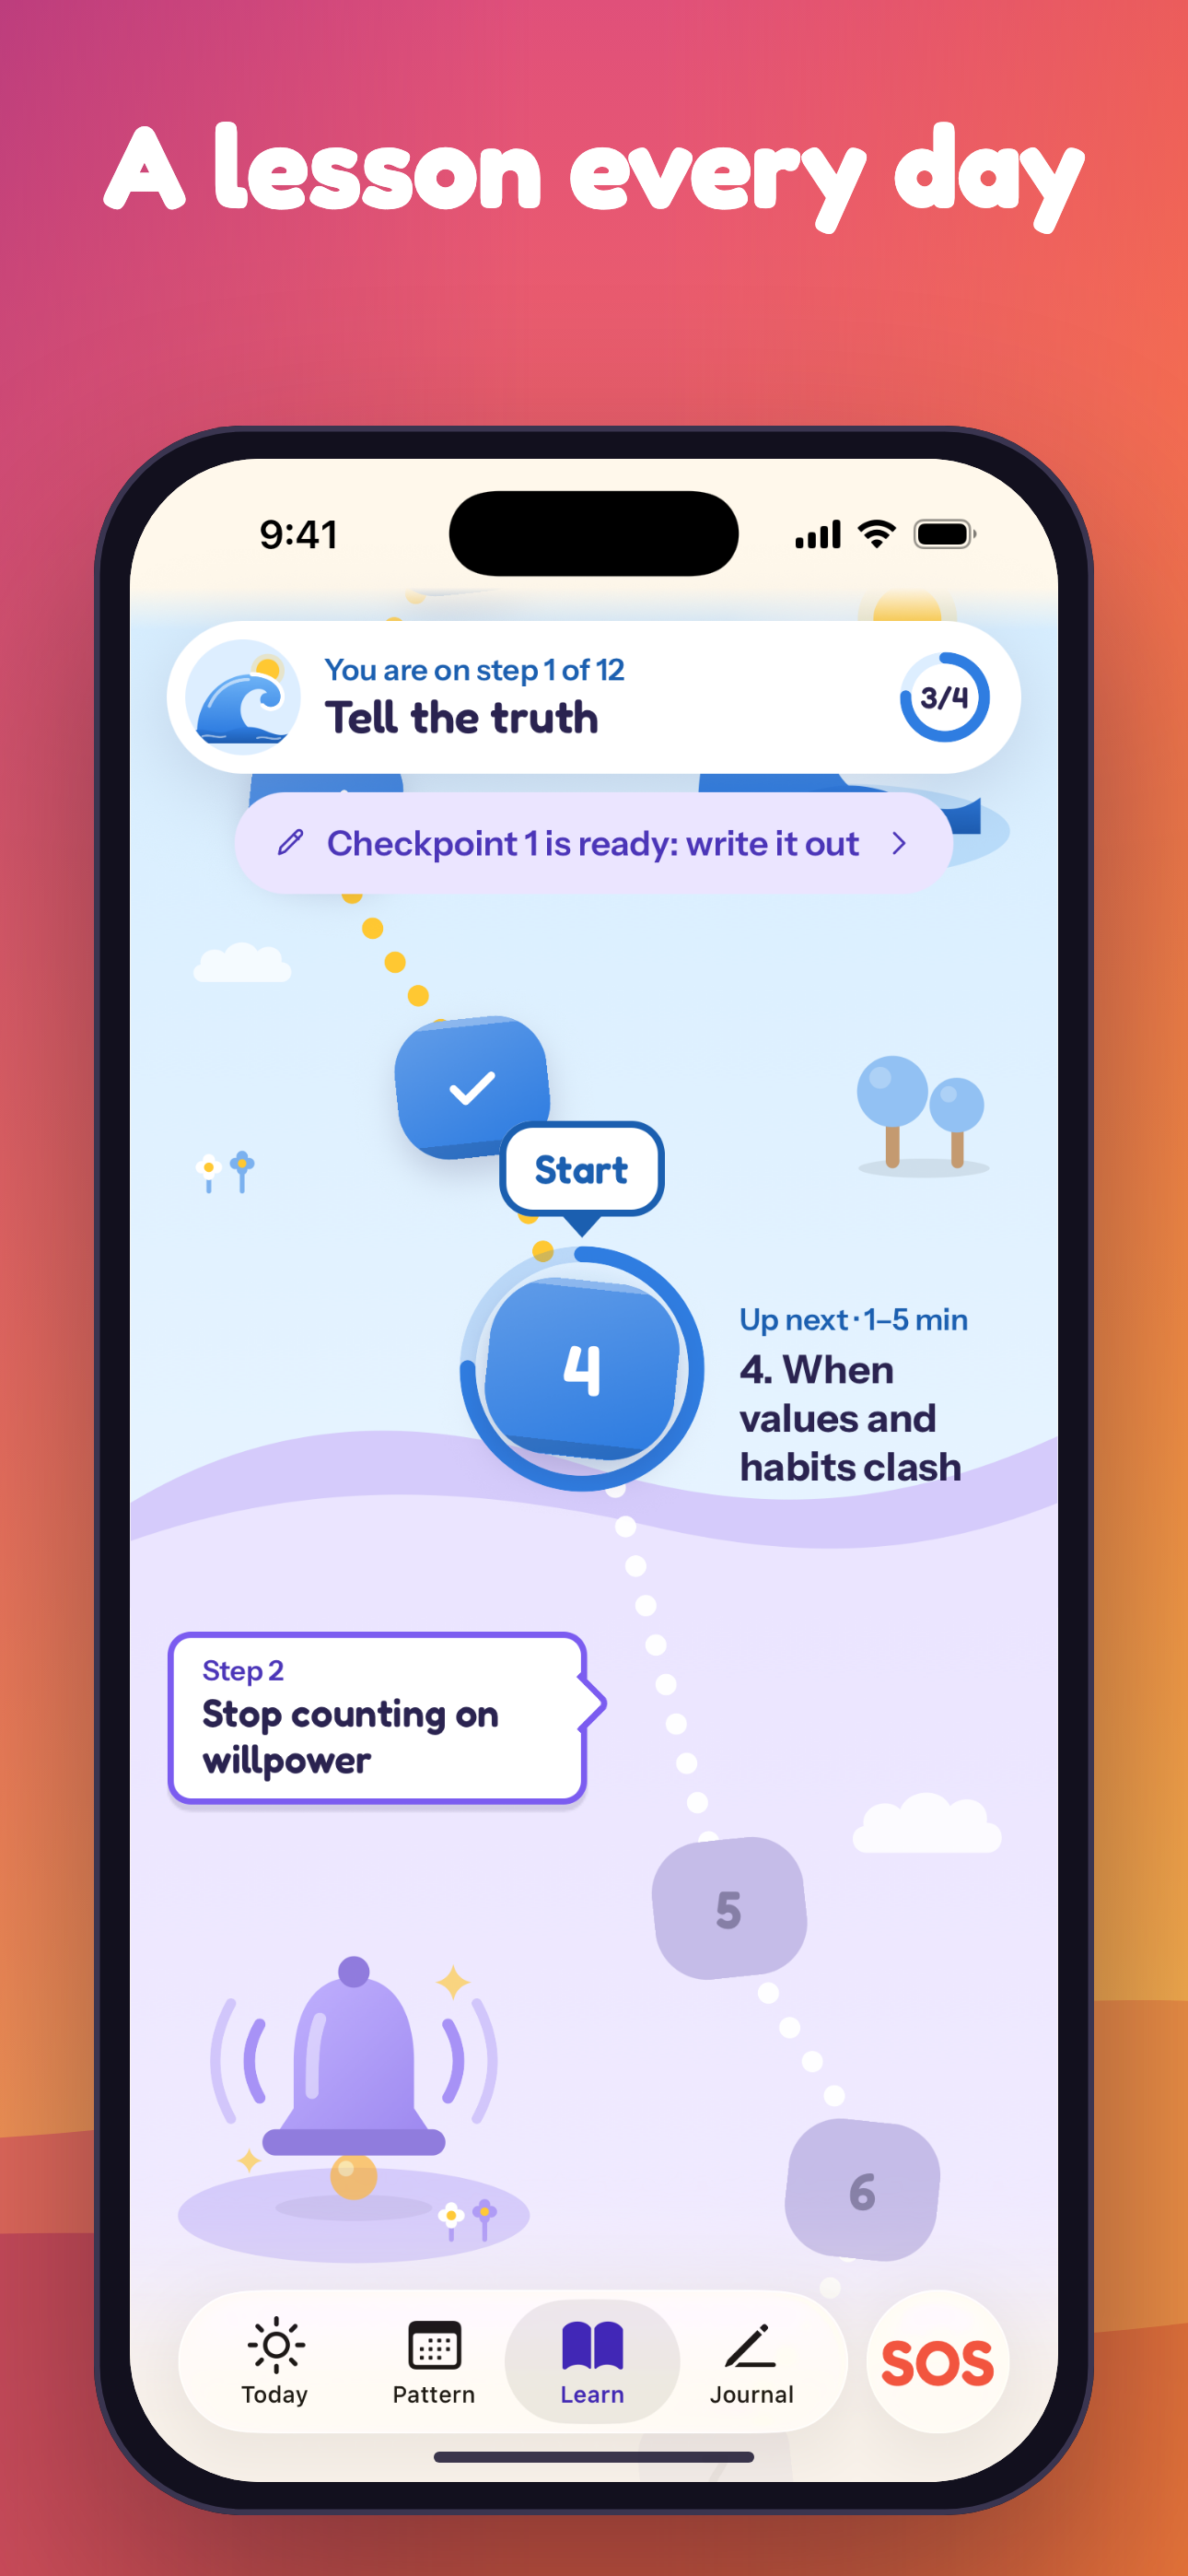 A lesson every day
9:41
You are on step 1 of 12
Tell the truth
3/4
Checkpoint 1 is ready: write it out
Start
4
Up next · 1–5 min
4. When
values and
habits clash
Step 2
Stop counting on
willpower
5
6
Today
Pattern
Learn
Journal
SOS